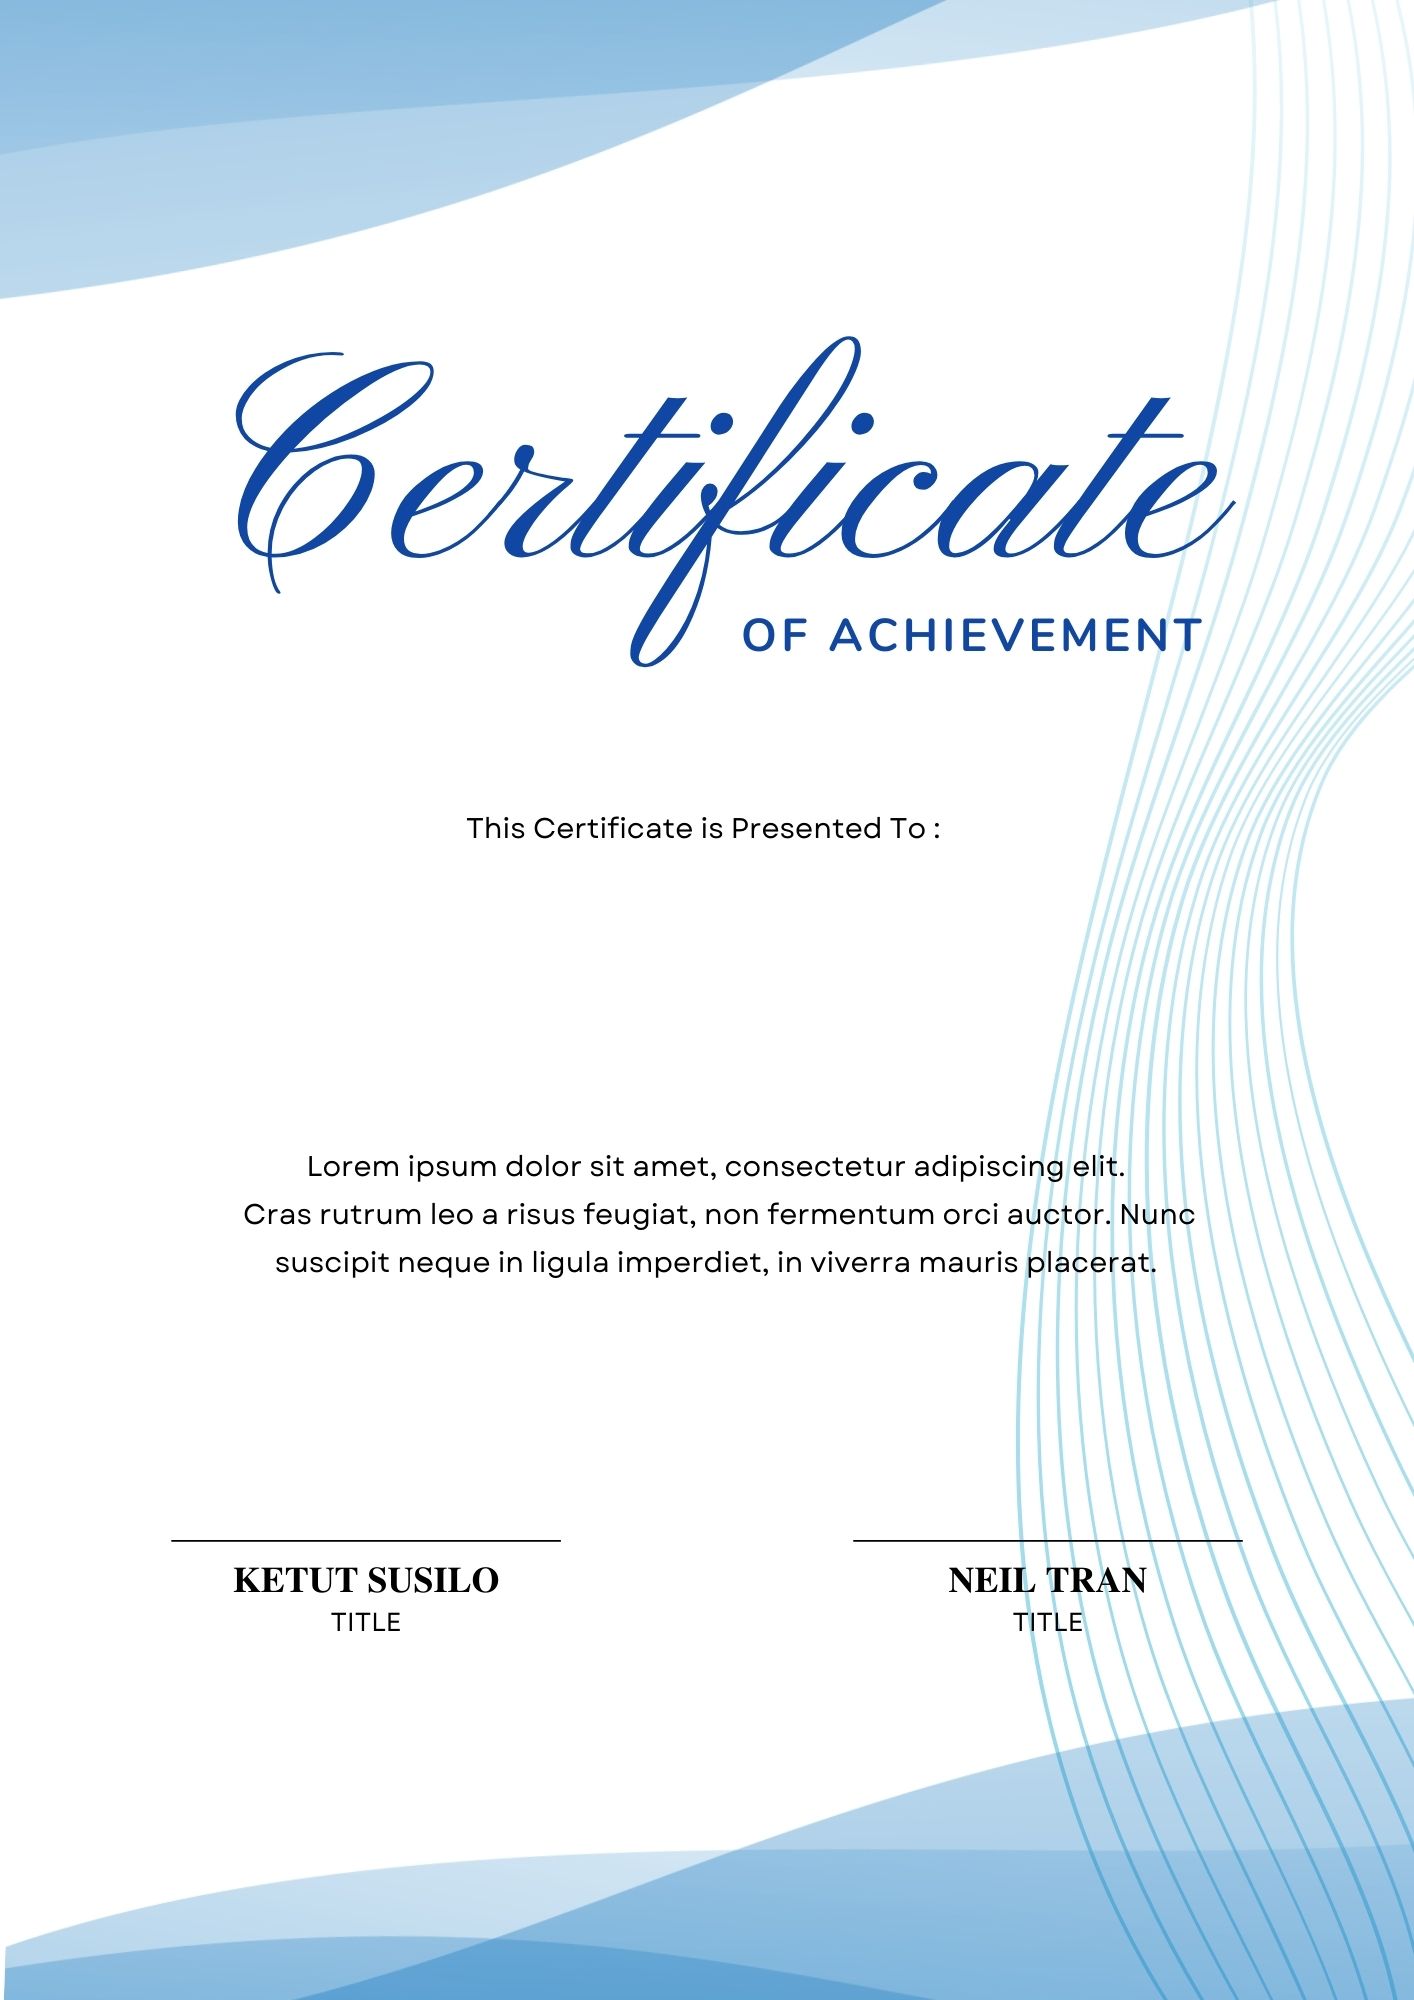 Certificate
OF ACHIEVEMENT
This Certificate is Presented To :
Lorem ipsum dolor sit amet, consectetur adipiscing elit.
Cras rutrum leo a risus feugiat, non fermentum orci auctor. Nunc
suscipit neque in ligula imperdiet, in viverra mauris placerat.
KETUT SUSILO
TITLE
NEIL TRAN
TITLE